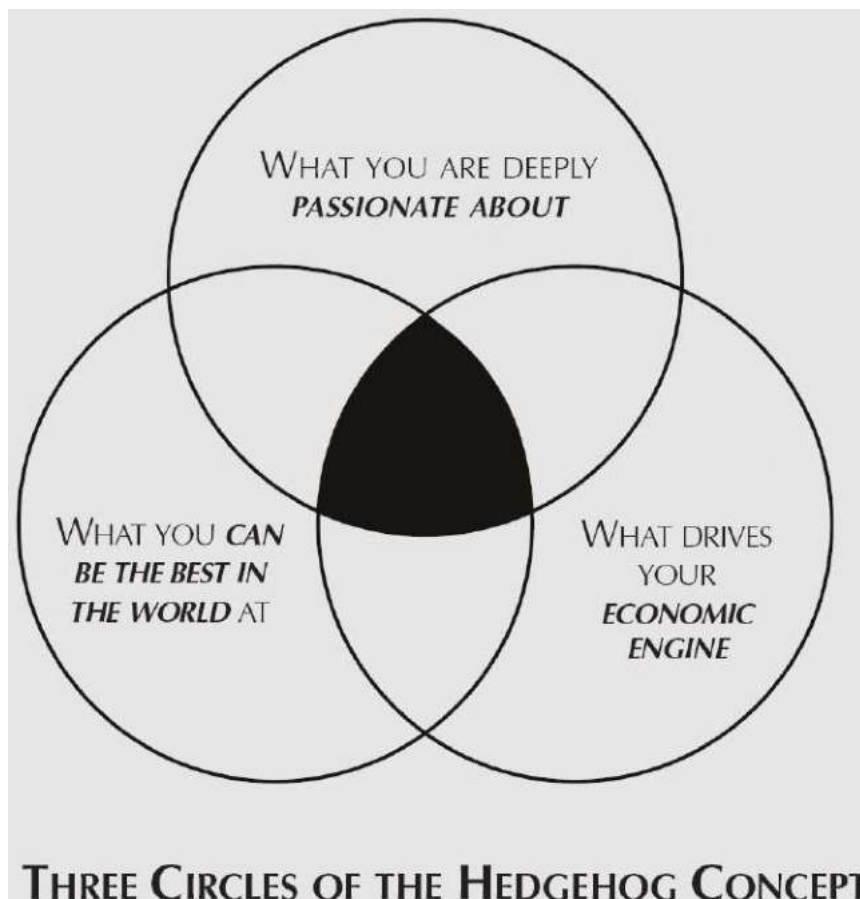 WHAT YOU ARE DEEPLY
PASSIONATE ABOUT
WHAT YOU CAN
BE THE BEST IN
THE WORLD AT
WHAT DRIVES
YOUR
ECONOMIC
ENGINE
THREE CIRCLES OF THE HEDGEHOG CONCEPT